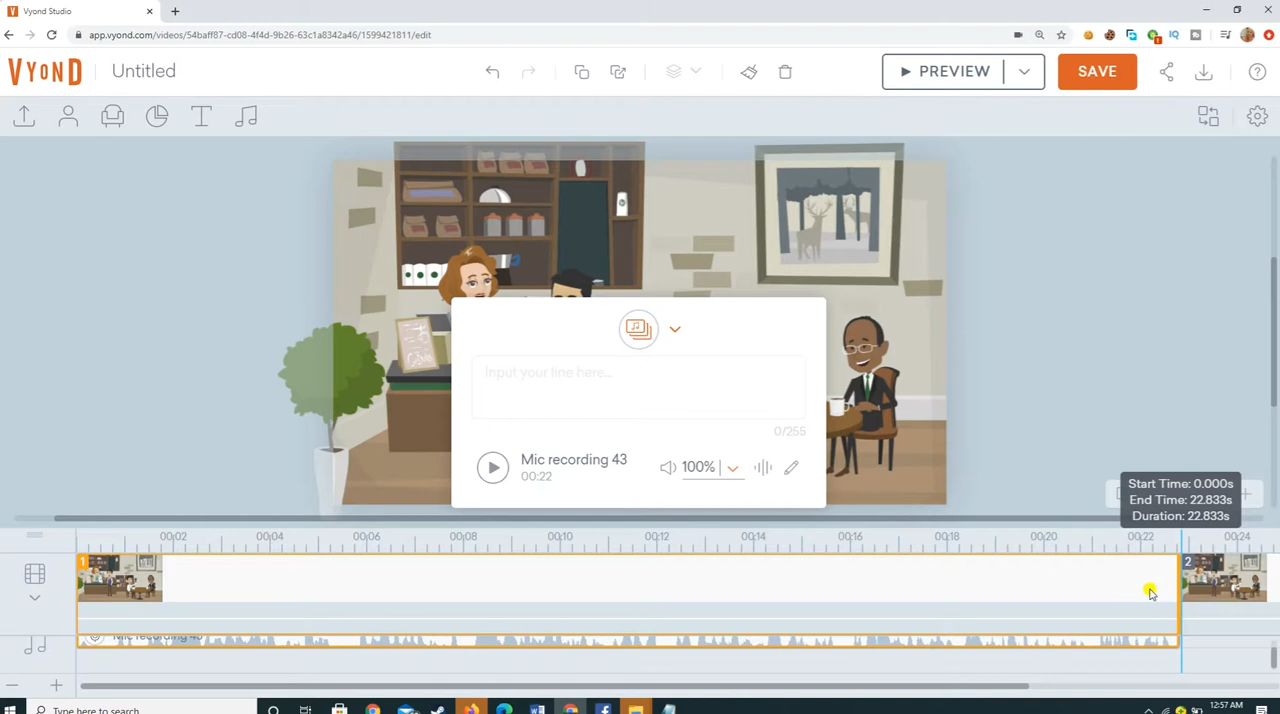 Vyond Studio
app.vyond.com/videos/54baff87-cd08-4f4d-9b26-63c1a8342a46/1599421811/edit
VYOND
Untitled
PREVIEW
SAVE
Input your line here...
0/255
Mic recording 43
00:22
100%
Start Time: 0.000s
End Time: 22.833s
Duration: 22.833s
00:02 00:04 00:06 00:08 00:10 00:12 00:14 00:16 00:18 00:20 00:22 00:24
1
2
Mic recording 43
Type here to search
12:57 AM